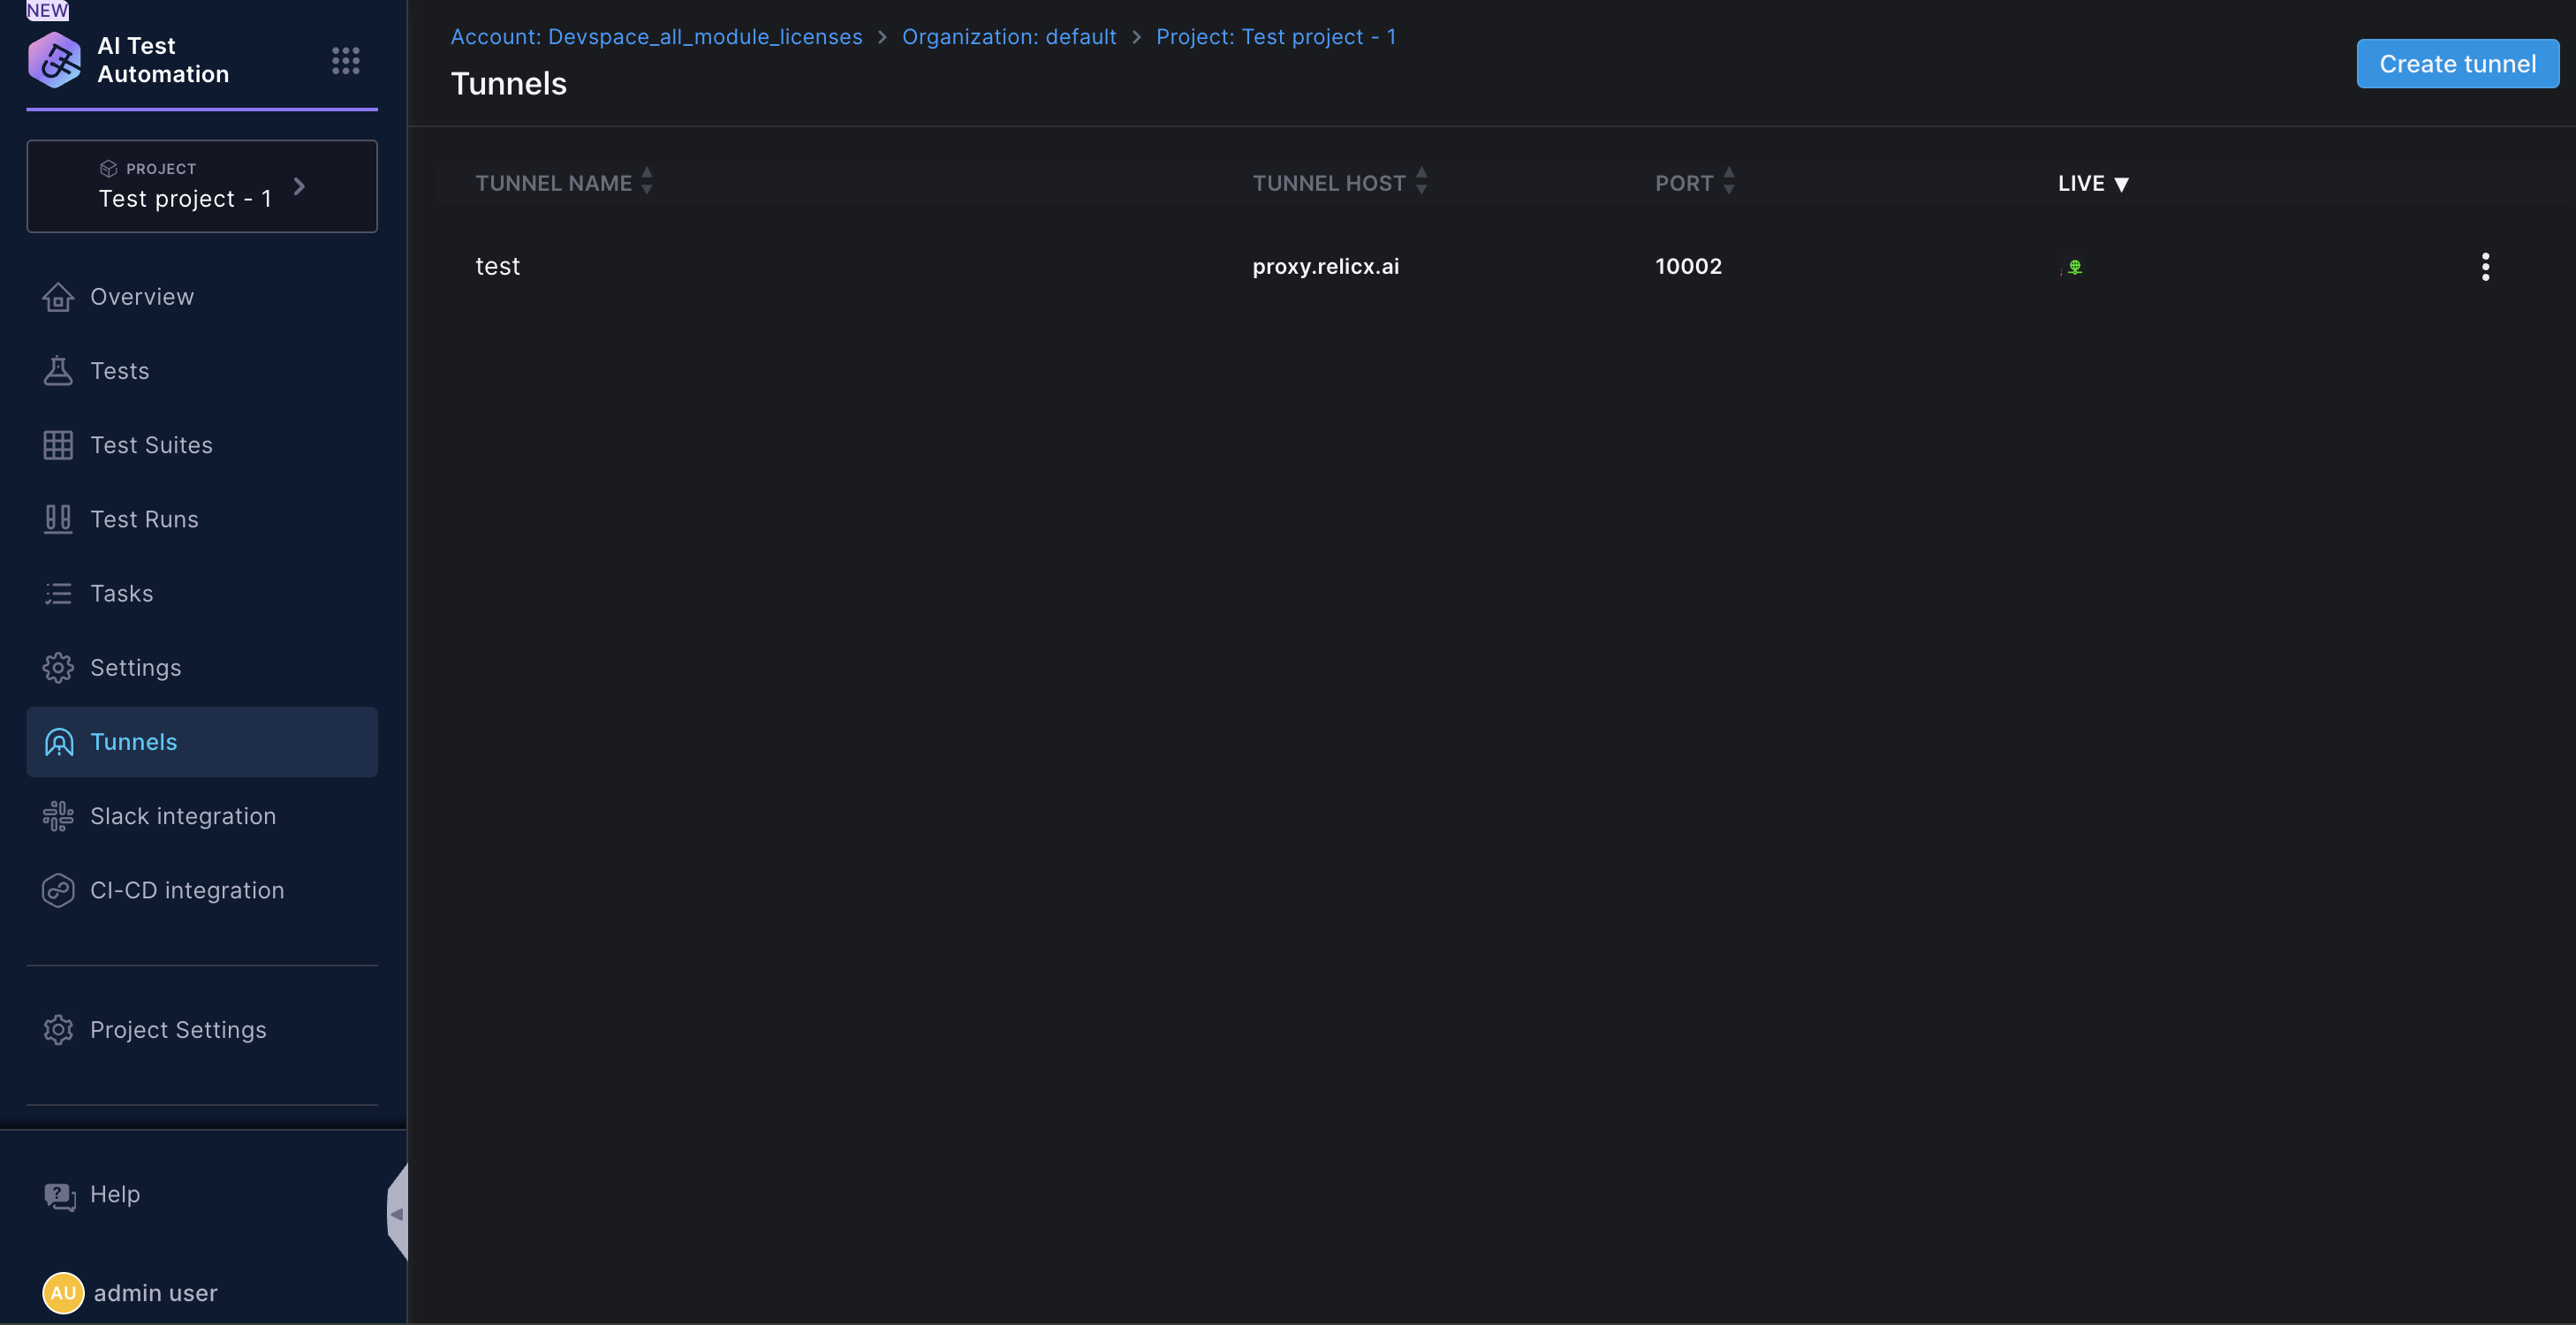 NEW
AI Test
Automation
PROJECT
Test project - 1
Overview
Tests
Test Suites
Test Runs
Tasks
Settings
Tunnels
Slack integration
CI-CD integration
Project Settings
Help
AU admin user
Account: Devspace_all_module_licenses > Organization: default > Project: Test project - 1
Tunnels
Create tunnel
TUNNEL NAME TUNNEL HOST PORT LIVE
test proxy.relicx.ai 10002